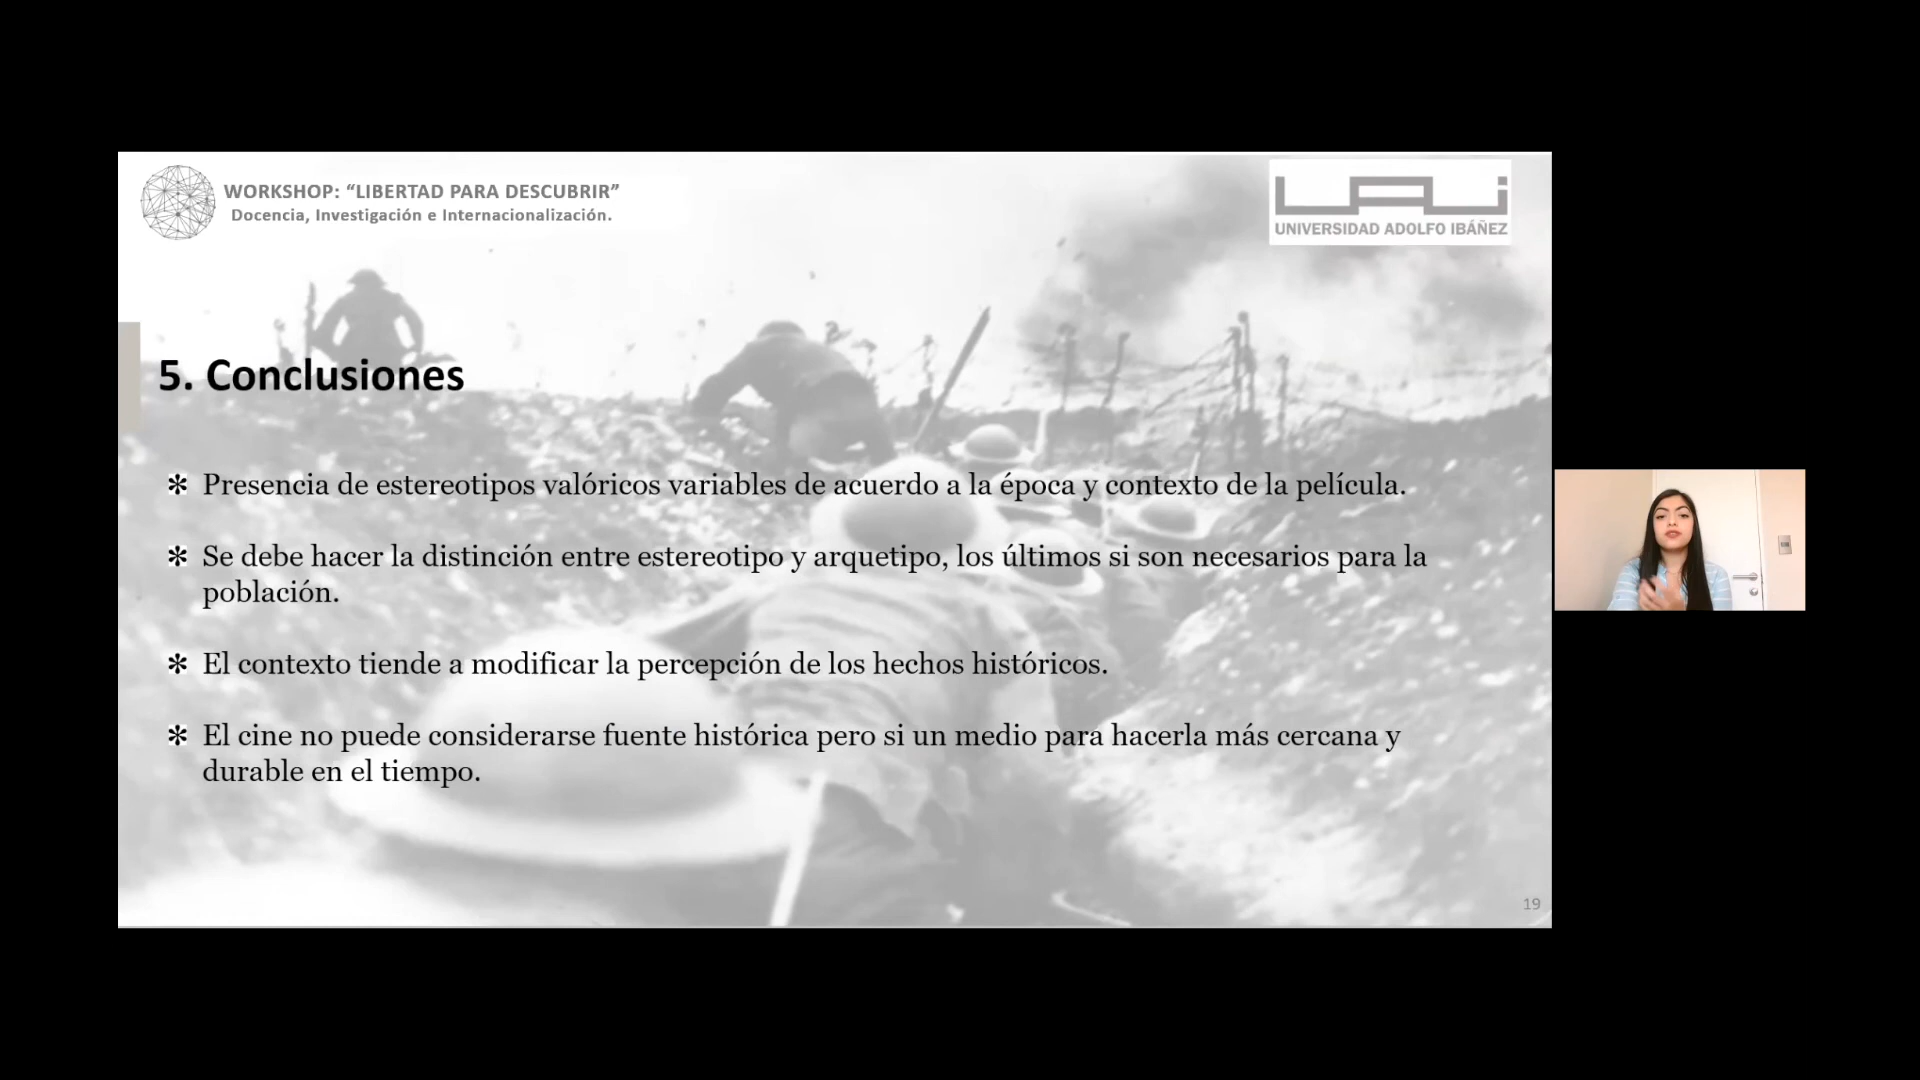 WORKSHOP: “LIBERTAD PARA DESCUBRIR”
Docencia, Investigación e Internacionalización.
UAI
UNIVERSIDAD ADOLFO IBÁÑEZ
5. Conclusiones
✻ Presencia de estereotipos valóricos variables de acuerdo a la época y contexto de la película.
✻ Se debe hacer la distinción entre estereotipo y arquetipo, los últimos si son necesarios para la
población.
✻ El contexto tiende a modificar la percepción de los hechos históricos.
✻ El cine no puede considerarse fuente histórica pero si un medio para hacerla más cercana y
durable en el tiempo.
19